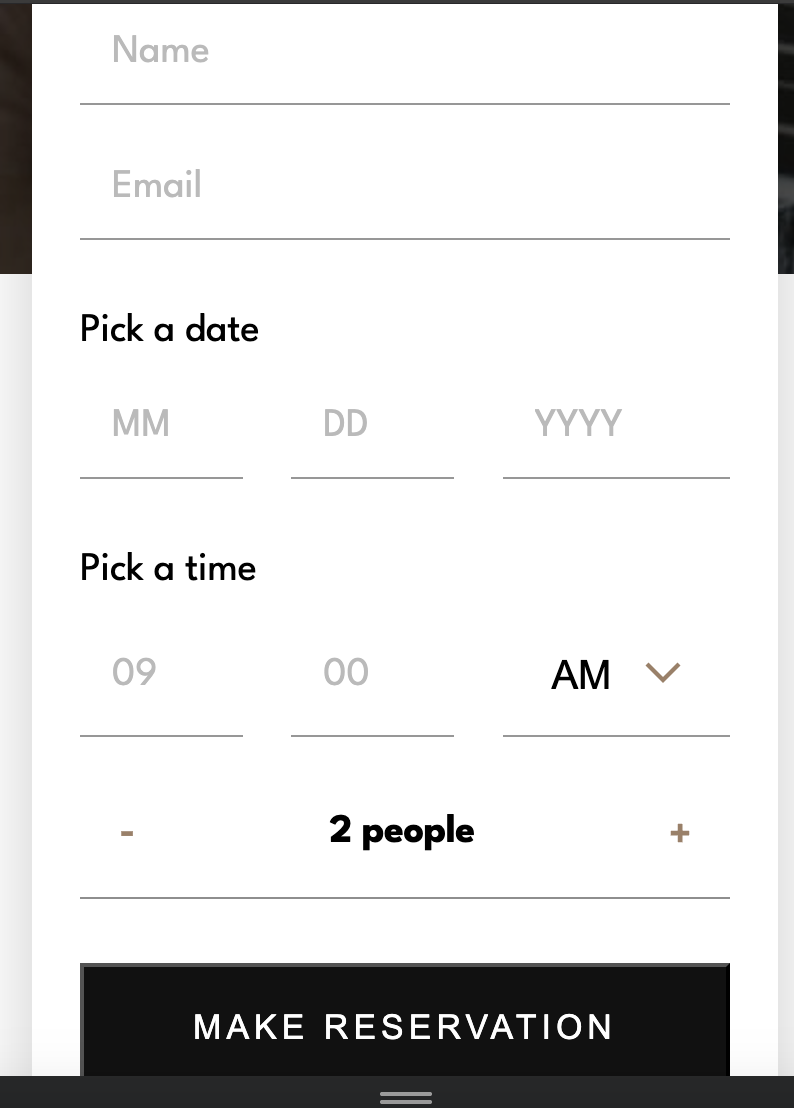 Name
Email
Pick a date
MM DD YYYY
Pick a time
09 00 AM
- 2 people +
MAKE RESERVATION